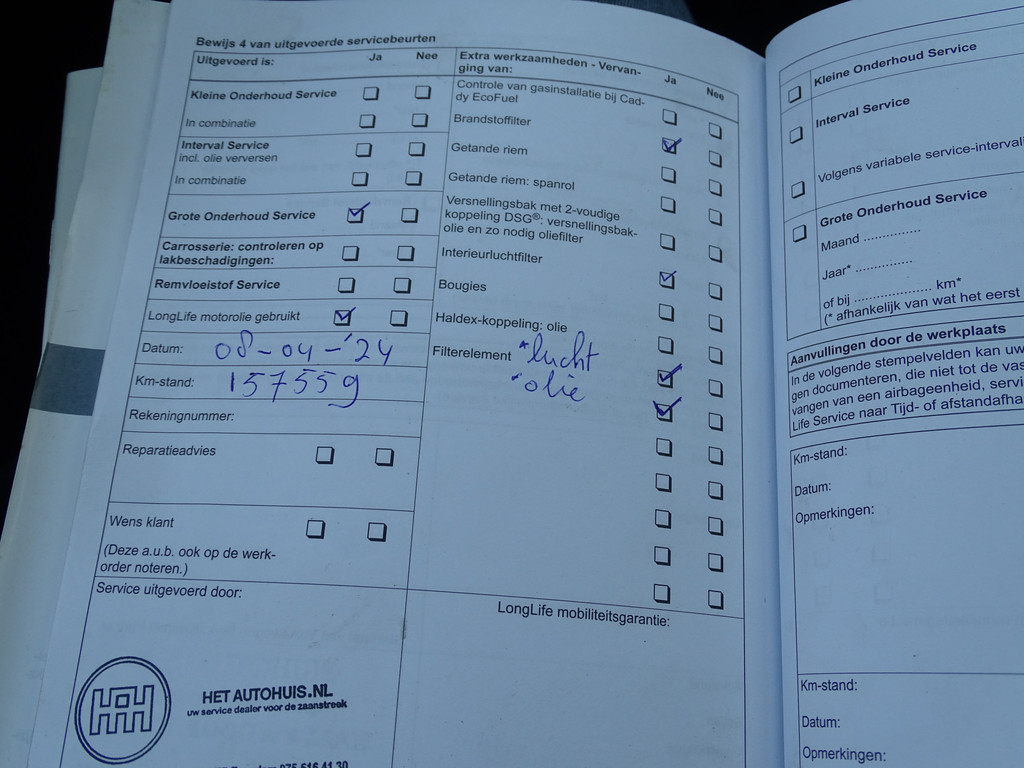 Bewijs 4 van uitgevoerde servicebeurten
Uitgevoerd is: Ja Nee
Kleine Onderhoud Service
In combinatie
Interval Service
incl. olie verversen
In combinatie
Grote Onderhoud Service
Carrosserie: controleren op
lakbeschadigingen:
Remvloeistof Service
LongLife motorolie gebruikt
Datum: 08-04-'24
Km-stand: 157559
Rekeningnummer:
Reparatieadvies
Wens klant
(Deze a.u.b. ook op de werk-
order noteren.)
Service uitgevoerd door:
HET AUTOHUIS.NL
uw service dealer voor de zaanstreek
075 616 41 30
Extra werkzaamheden - Vervan-
ging van: Ja Nee
Controle van gasinstallatie bij Cad-
dy EcoFuel
Brandstoffilter
Getande riem
Getande riem: spanrol
Versnellingsbak met 2-voudige
koppeling DSG®: versnellingsbak-
olie en zo nodig oliefilter
Interieurluchtfilter
Bougies
Haldex-koppeling: olie
Filterelement *lucht
*olie
LongLife mobiliteitsgarantie:
Kleine Onderhoud Service
Interval Service
Volgens variabele service-interval
Grote Onderhoud Service
Maand ..............
Jaar* ..............
of bij .................... km*
(* afhankelijk van wat het eerst
Aanvullingen door de werkplaats
In de volgende stempelvelden kan uw
gen documenteren, die niet tot de vas
vangen van een airbageenheid, servi
Life Service naar Tijd- of afstandafha
Km-stand:
Datum:
Opmerkingen:
Km-stand:
Datum:
Opmerkingen: